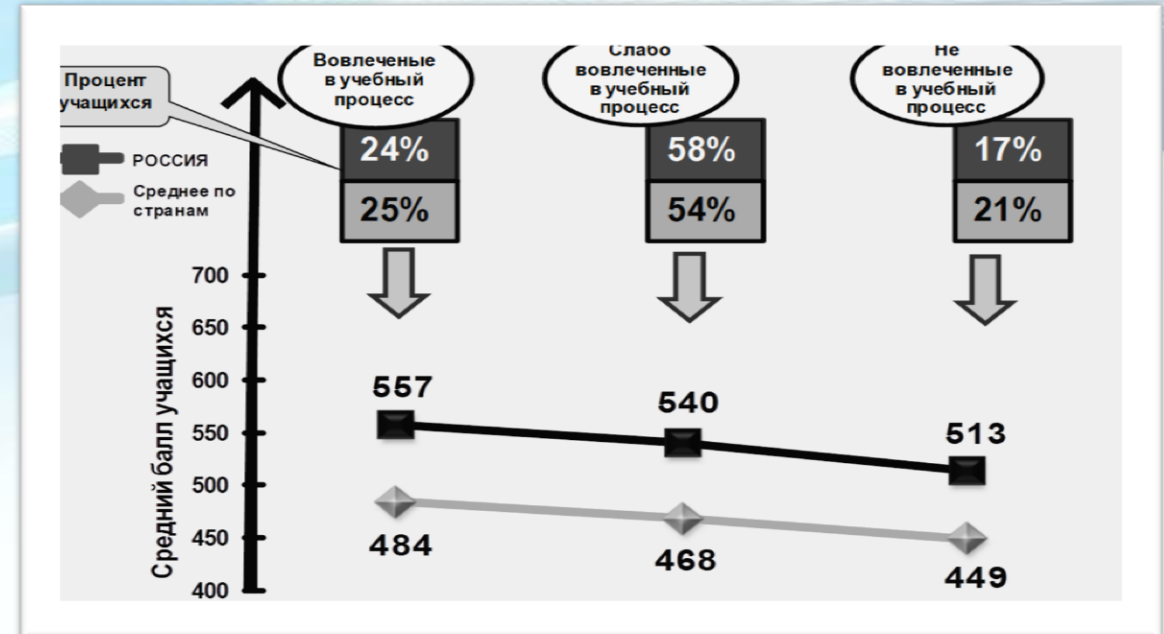 Вовлеченые
в учебный
процесс
Слабо
вовлеченные
в учебный
процесс
Не
вовлеченные
в учебный
процесс
Процент
учащихся
24%
58%
17%
РОССИЯ
25%
54%
21%
Среднее по
странам
Средний балл учащихся
700
650
600
550
500
450
400
557
540
513
484
468
449